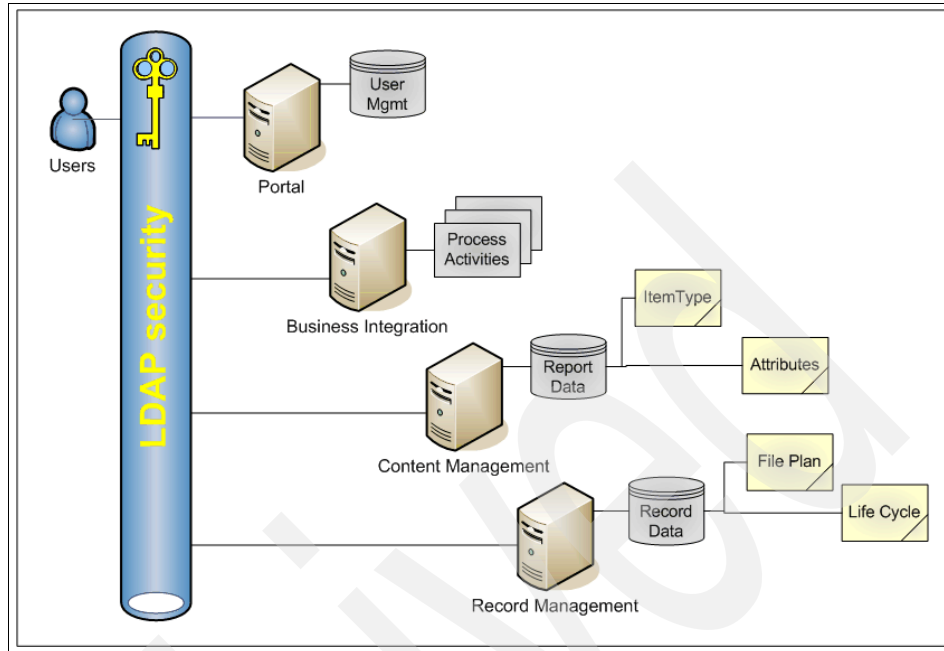 User
Mgmt
Users
Portal
LDAP security
Process
Activities
Business Integration
ItemType
Report
Data
Attributes
Content Management
File Plan
Record
Data
Life Cycle
Record Management
ived